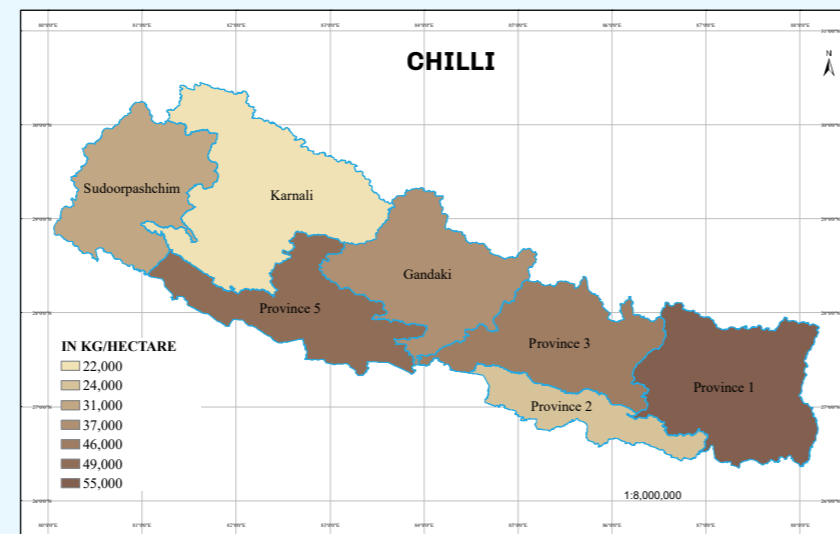 CHILLI
N
Sudoorpashchim
Karnali
Gandaki
Province 5
Province 3
Province 1
Province 2
IN KG/HECTARE
22,000
24,000
31,000
37,000
46,000
49,000
55,000
1:8,000,000